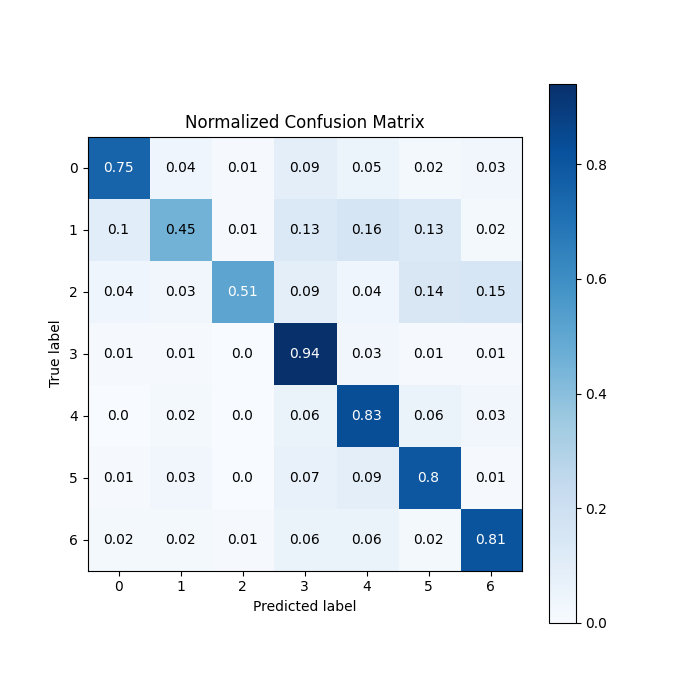 Normalized Confusion Matrix
0 0.75 0.04 0.01 0.09 0.05 0.02 0.03
1 0.1 0.45 0.01 0.13 0.16 0.13 0.02
2 0.04 0.03 0.51 0.09 0.04 0.14 0.15
3 0.01 0.01 0.0 0.94 0.03 0.01 0.01
4 0.0 0.02 0.0 0.06 0.83 0.06 0.03
5 0.01 0.03 0.0 0.07 0.09 0.8 0.01
6 0.02 0.02 0.01 0.06 0.06 0.02 0.81
0 1 2 3 4 5 6
Predicted label
True label
0.8
0.6
0.4
0.2
0.0